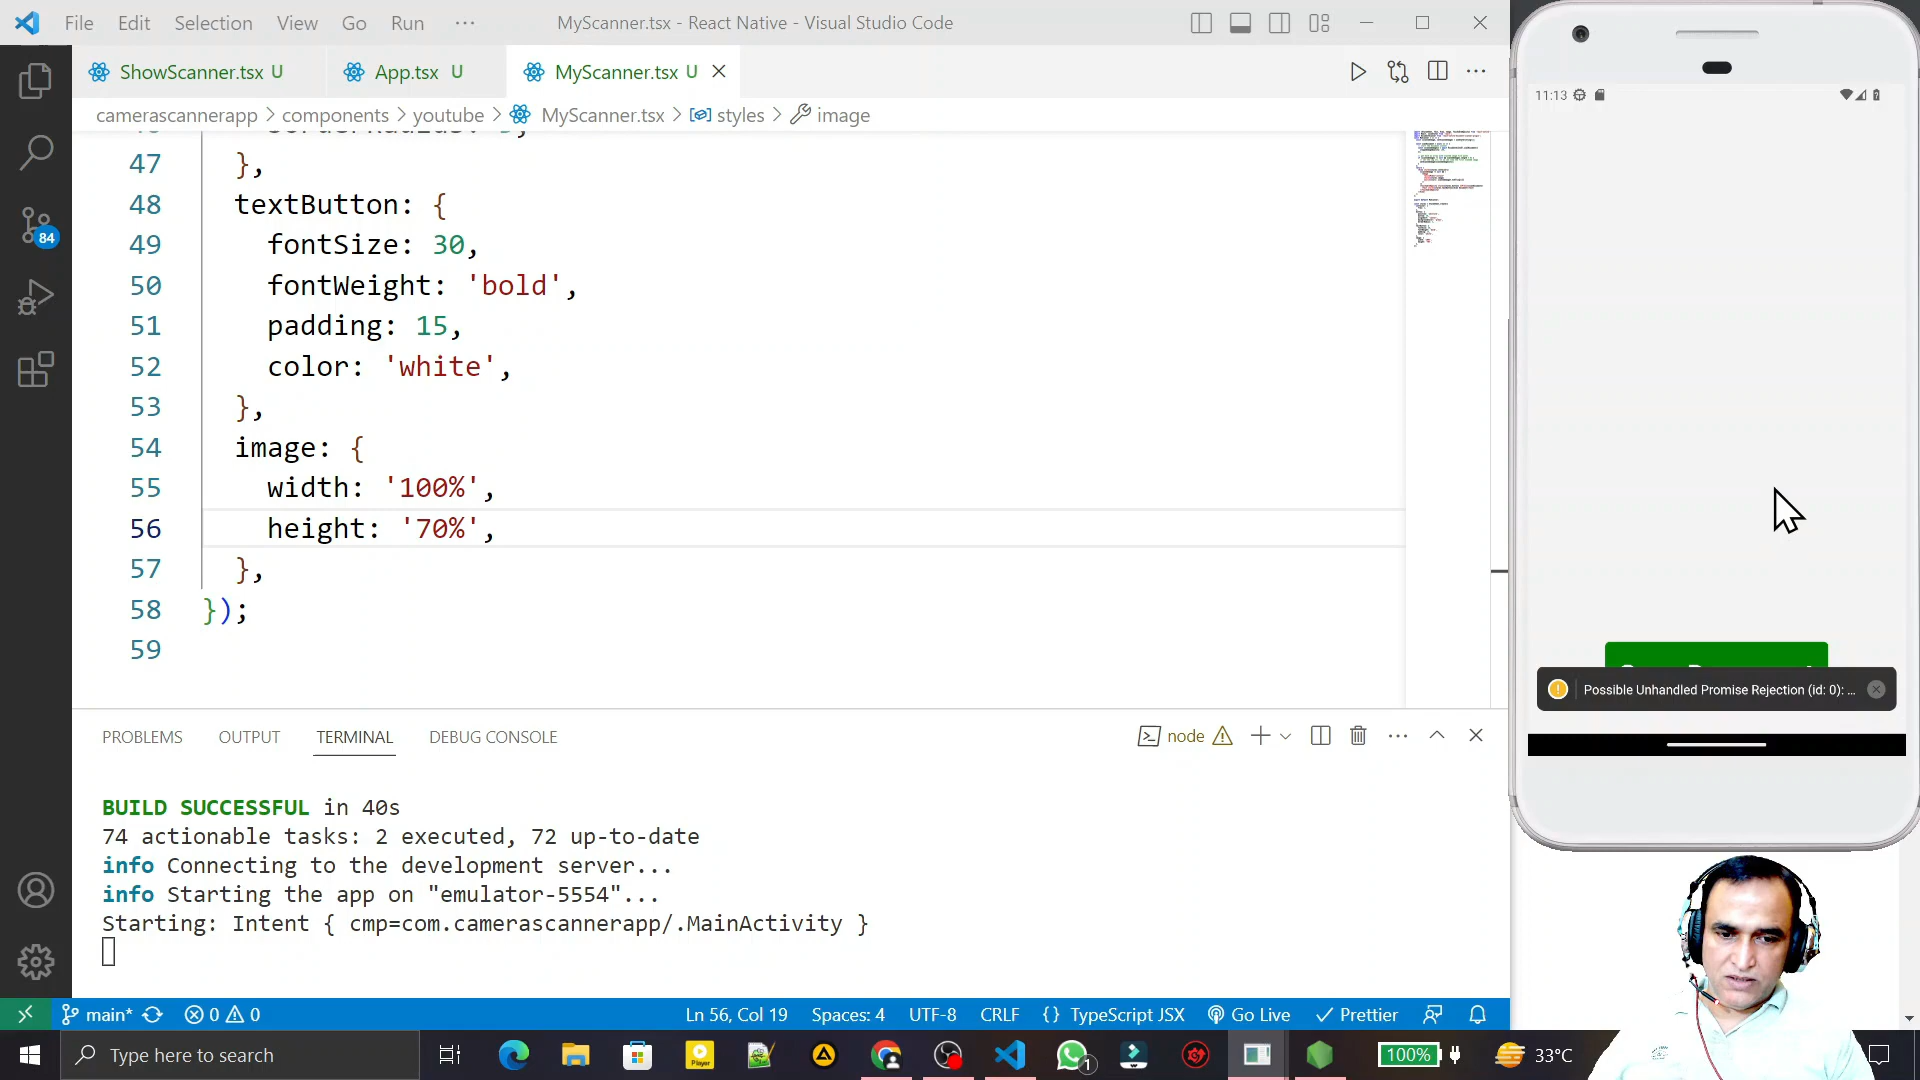 File Edit Selection View Go Run ···
MyScanner.tsx - React Native - Visual Studio Code
ShowScanner.tsx U
App.tsx U
MyScanner.tsx U
camerascannerapp > components > youtube > MyScanner.tsx > styles > image
47 },
48 textButton: {
49 fontSize: 30,
50 fontWeight: 'bold',
51 padding: 15,
52 color: 'white',
53 },
54 image: {
55 width: '100%',
56 height: '70%',
57 },
58 });
59
84
PROBLEMS OUTPUT TERMINAL DEBUG CONSOLE
node
BUILD SUCCESSFUL in 40s
74 actionable tasks: 2 executed, 72 up-to-date
info Connecting to the development server...
info Starting the app on "emulator-5554"...
Starting: Intent { cmp=com.camerascannerapp/.MainActivity }
main* 0 0
Ln 56, Col 19 Spaces: 4 UTF-8 CRLF {} TypeScript JSX Go Live Prettier
Type here to search
Player
1
100%
33°C
11:13
Possible Unhandled Promise Rejection (id: 0): ...